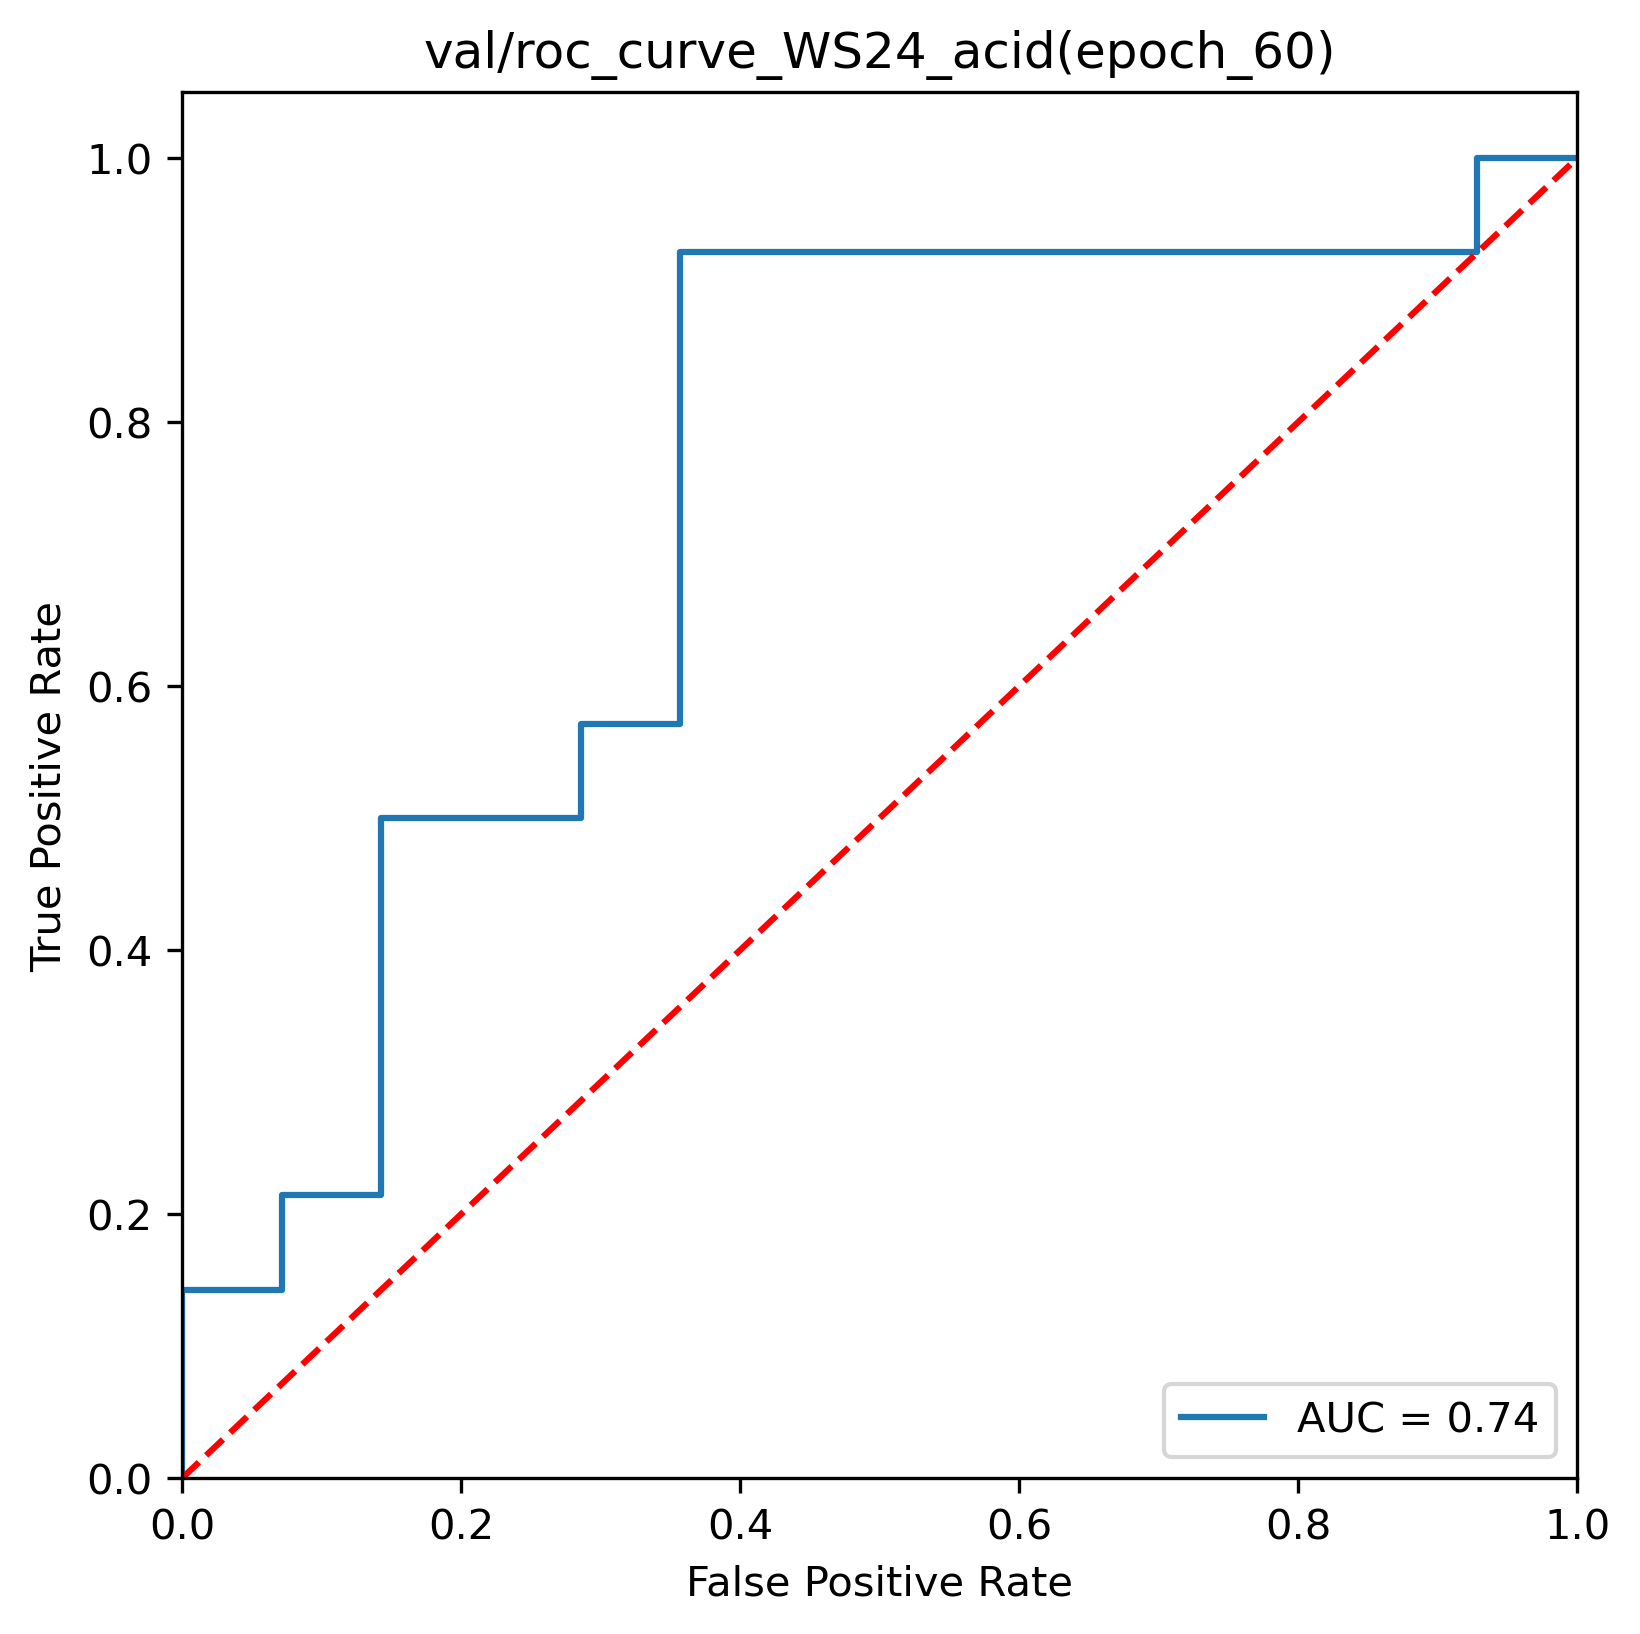 val/roc_curve_WS24_acid(epoch_60)
1.0
0.8
0.6
0.4
0.2
0.0
True Positive Rate
AUC = 0.74
0.0 0.2 0.4 0.6 0.8 1.0
False Positive Rate